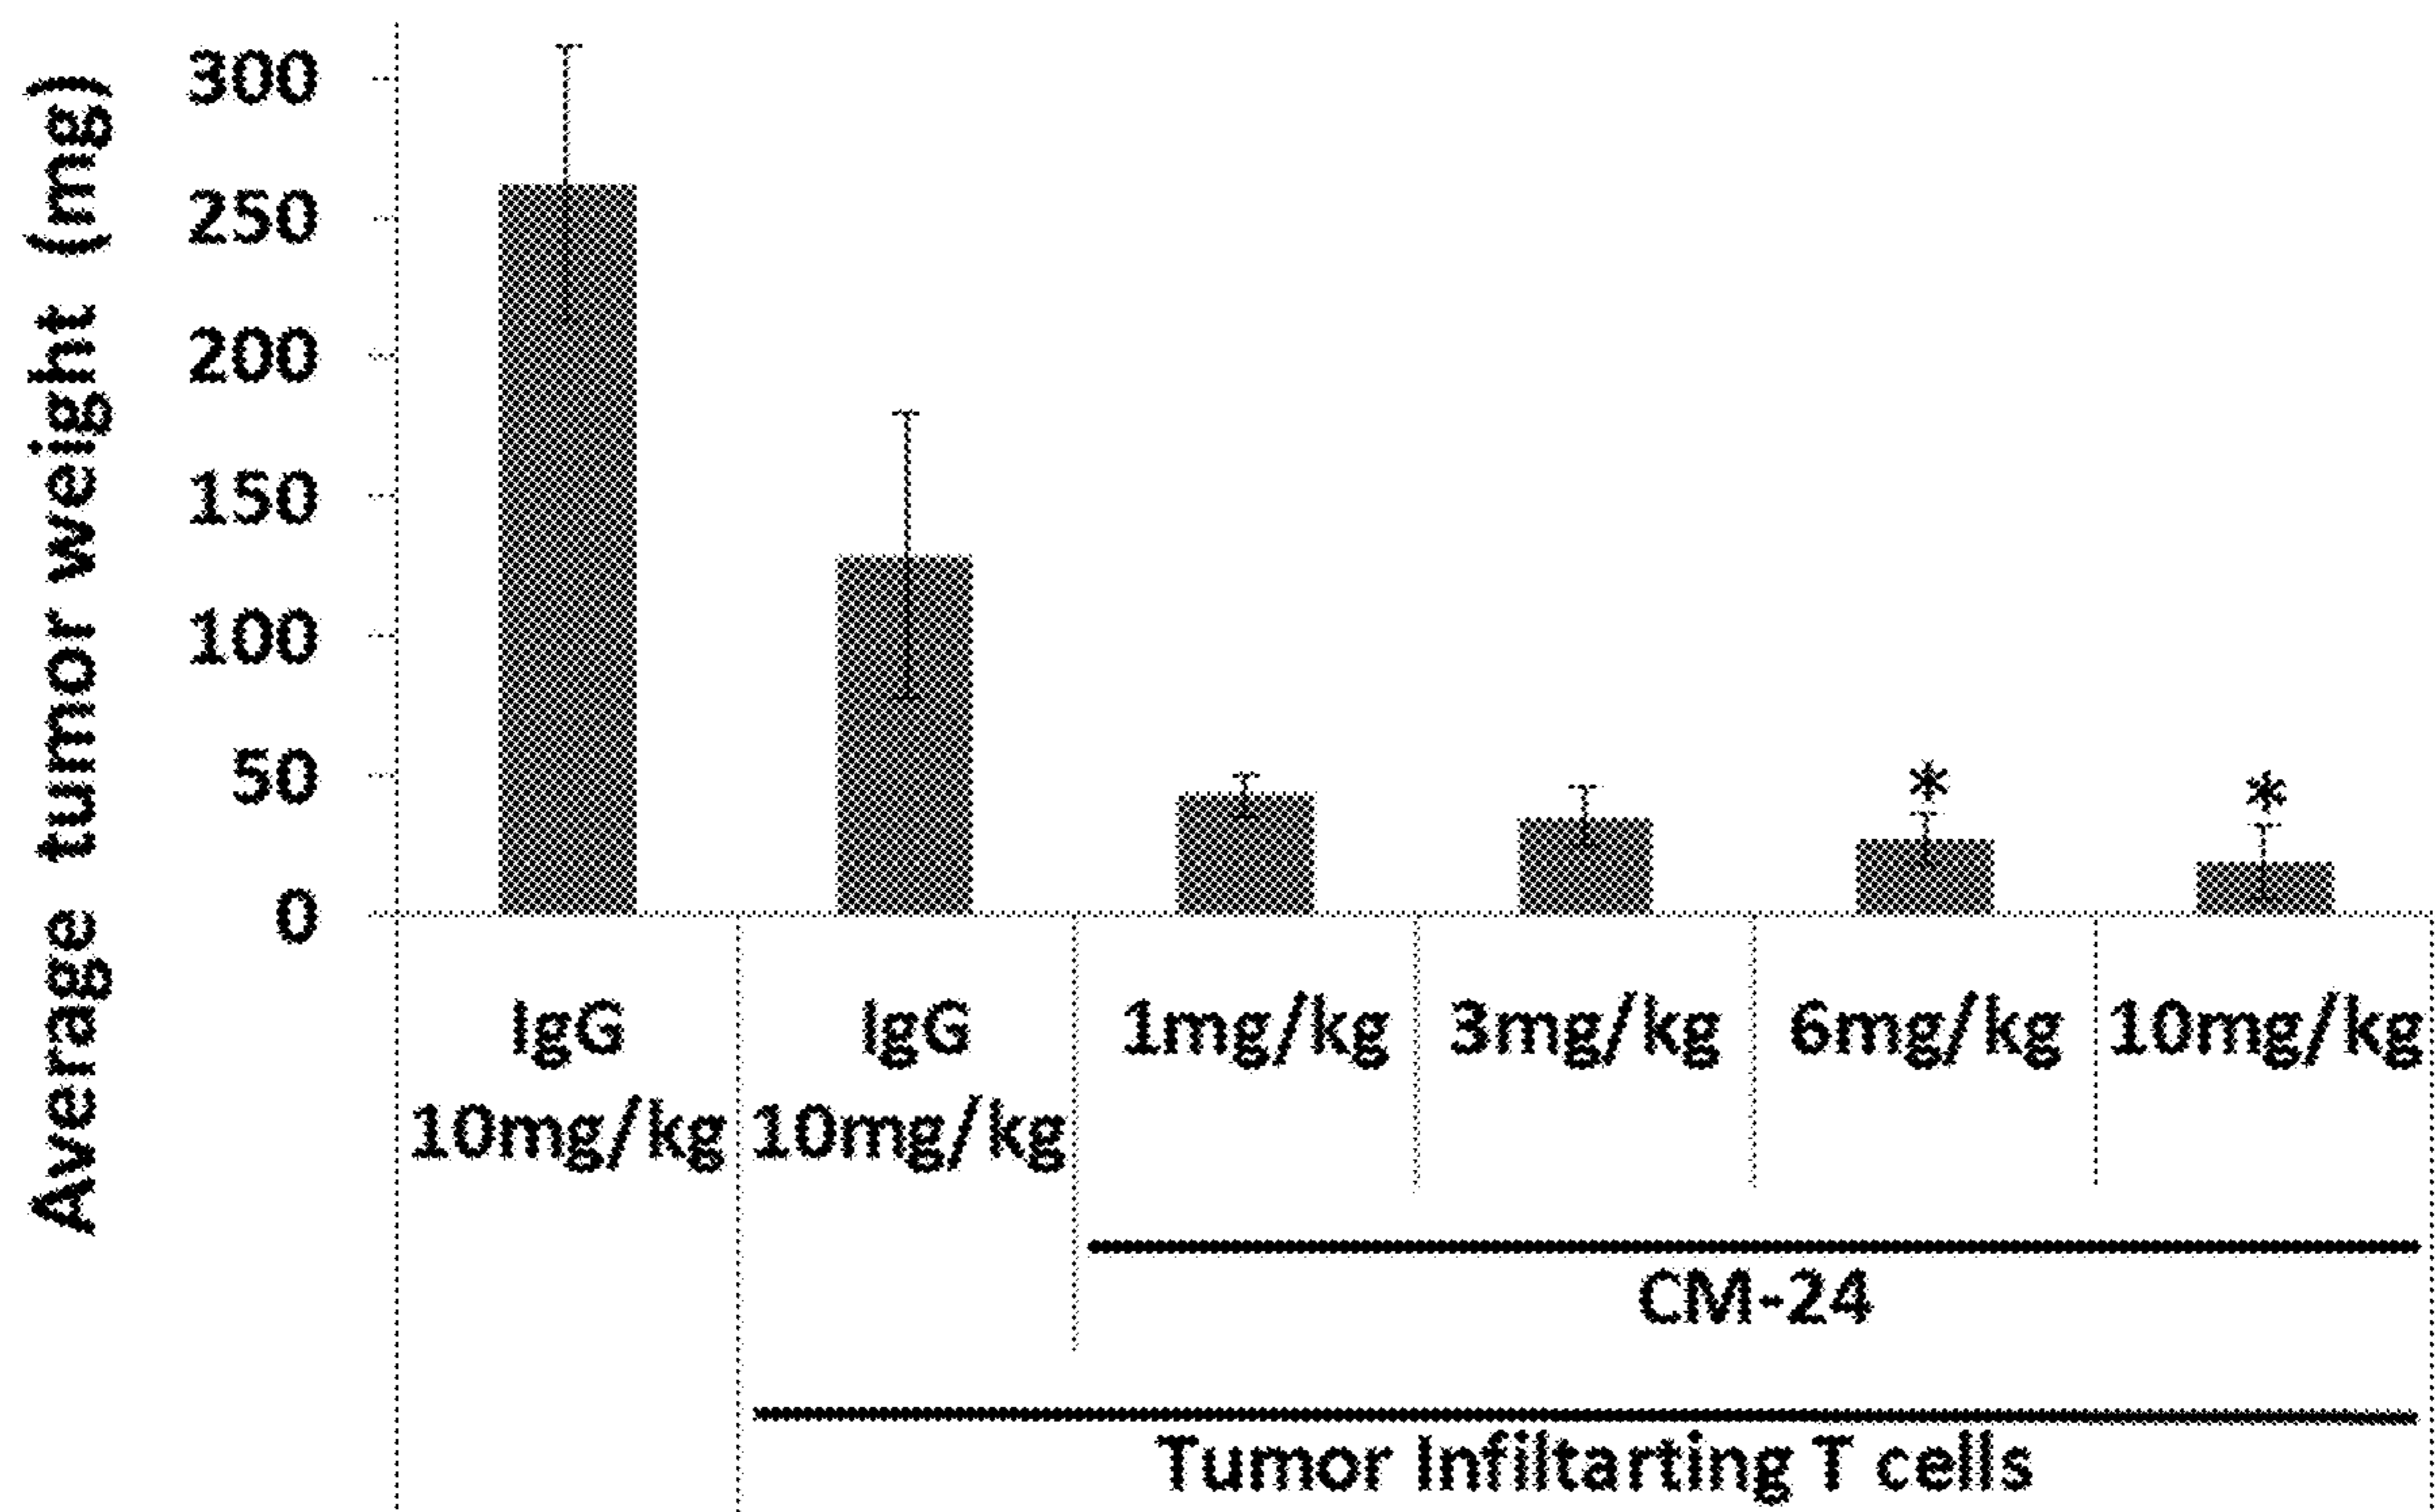 Average tumor weight (mg)
300
250
200
150
100
50
0
*
*
IgG
10mg/kg
IgG
10mg/kg
1mg/kg
3mg/kg
6mg/kg
10mg/kg
CM-24
Tumor Infiltarting T cells